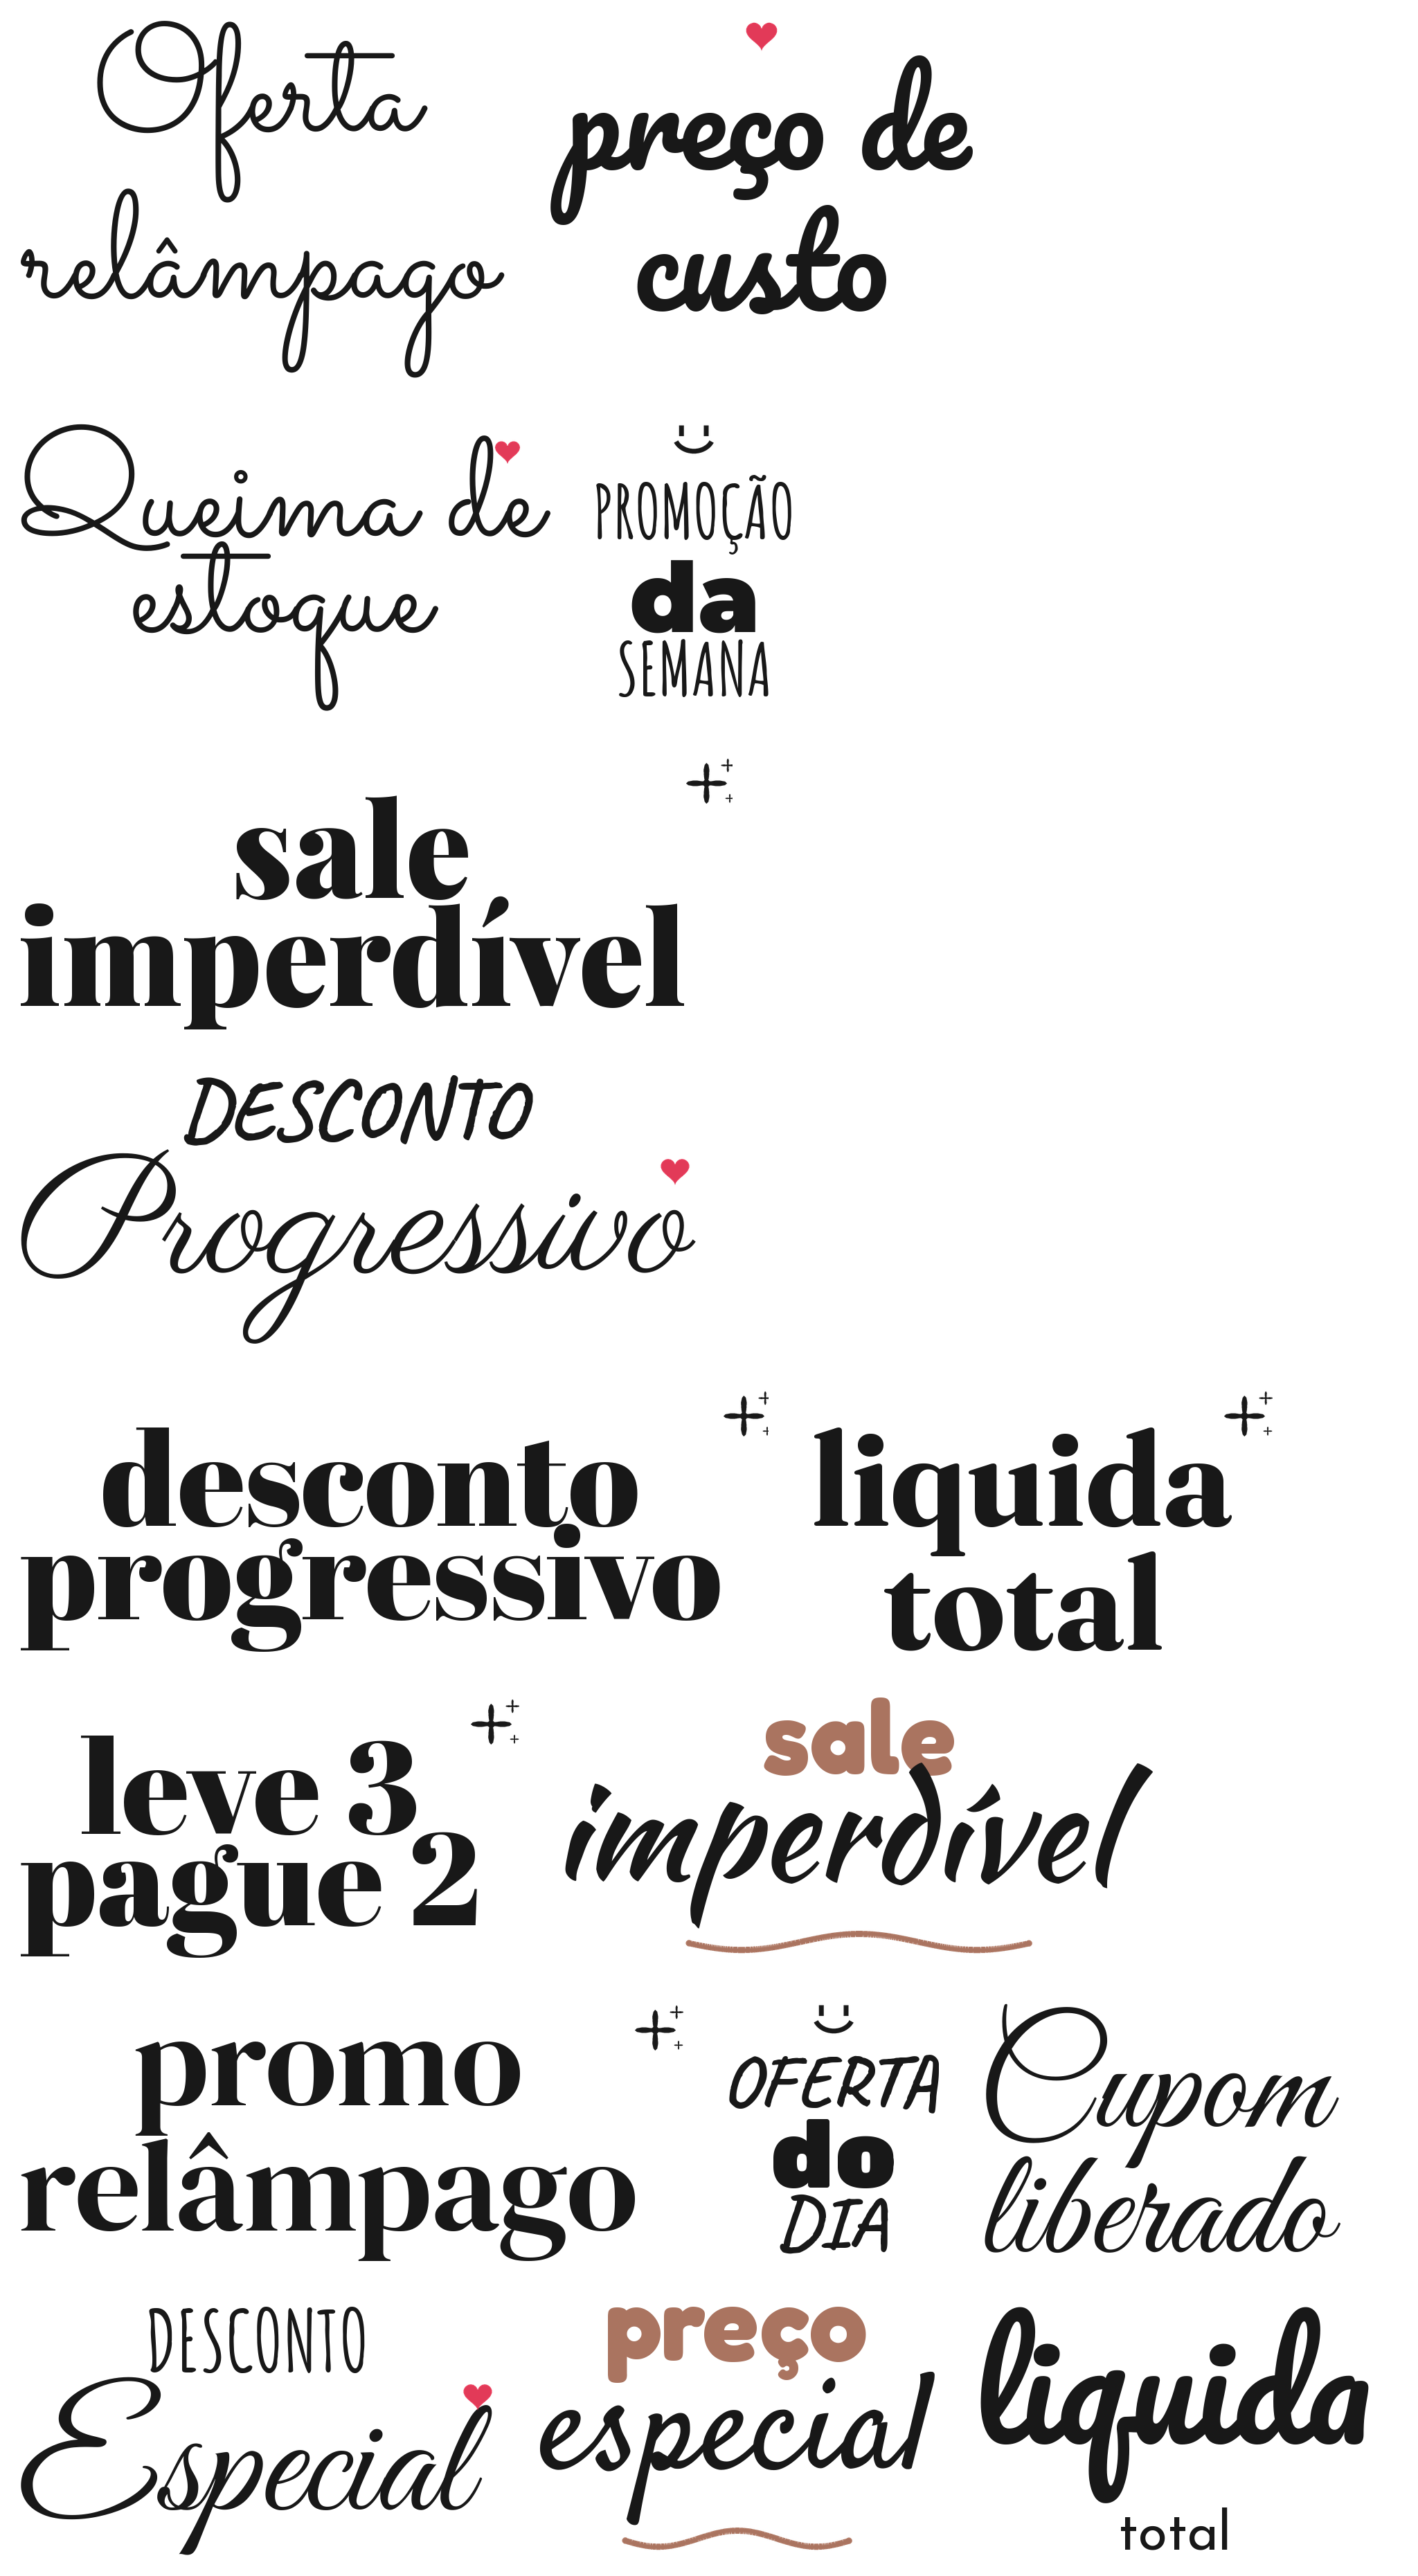 Oferta
relâmpago
preço de
custo
Queima de
estoque
PROMOÇÃO
da
SEMANA
sale
imperdível
DESCONTO
Progressivo
desconto
progressivo
liquida
total
leve 3
pague 2
sale
imperdível
promo
relâmpago
OFERTA
do
DIA
Cupom
liberado
DESCONTO
Especial
preço
especial
liquida
total